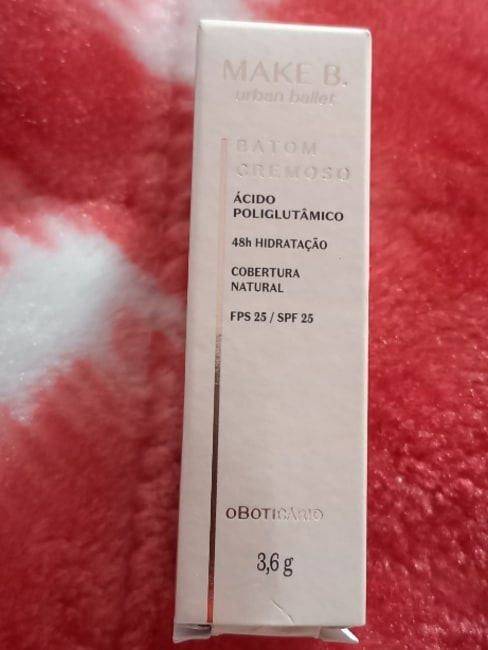 MAKE B.
urban ballet
BATOM
CREMOSO
ÁCIDO
POLIGLUTÂMICO
48h HIDRATAÇÃO
COBERTURA
NATURAL
FPS 25 / SPF 25
oBOTICÁRIO
3,6 g